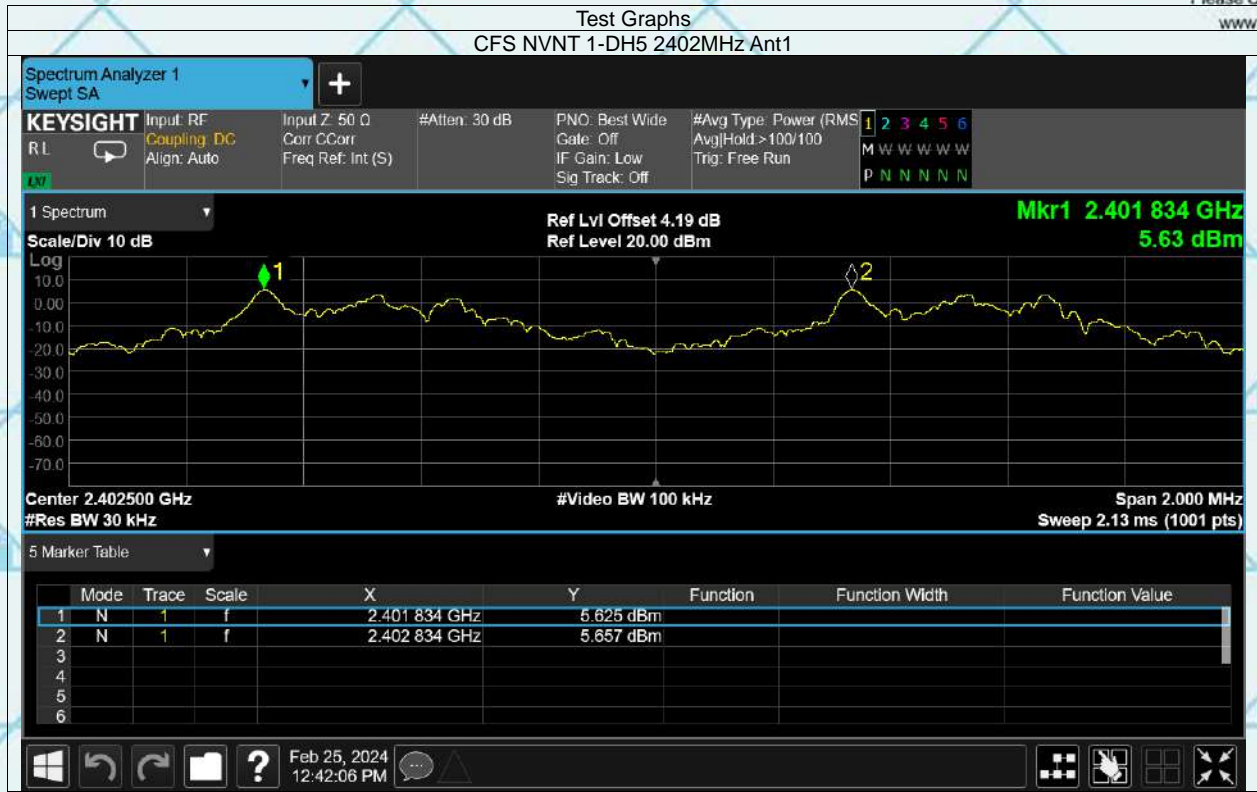 www.
Test Graphs
CFS NVNT 1-DH5 2402MHz Ant1
Spectrum Analyzer 1
Swept SA
+
KEYSIGHT Input: RF Input Z: 50 Ω #Atten: 30 dB PNO: Best Wide #Avg Type: Power (RMS 1 2 3 4 5 6
RL Coupling: DC Corr CCorr Gate: Off Avg|Hold:>100/100 M W W W W W
Align: Auto Freq Ref: Int (S) IF Gain: Low Trig: Free Run
LXI Sig Track: Off P N N N N N
1 Spectrum Ref Lvl Offset 4.19 dB Mkr1 2.401 834 GHz
Scale/Div 10 dB Ref Level 20.00 dBm 5.63 dBm
Log
1 2
10.0
0.00
-10.0
-20.0
-30.0
-40.0
-50.0
-60.0
-70.0
Center 2.402500 GHz #Video BW 100 kHz Span 2.000 MHz
#Res BW 30 kHz Sweep 2.13 ms (1001 pts)
5 Marker Table
Mode Trace Scale X Y Function Function Width Function Value
1 N 1 f 2.401 834 GHz 5.625 dBm
2 N 1 f 2.402 834 GHz 5.657 dBm
3
4
5
6
? Feb 25, 2024
12:42:06 PM